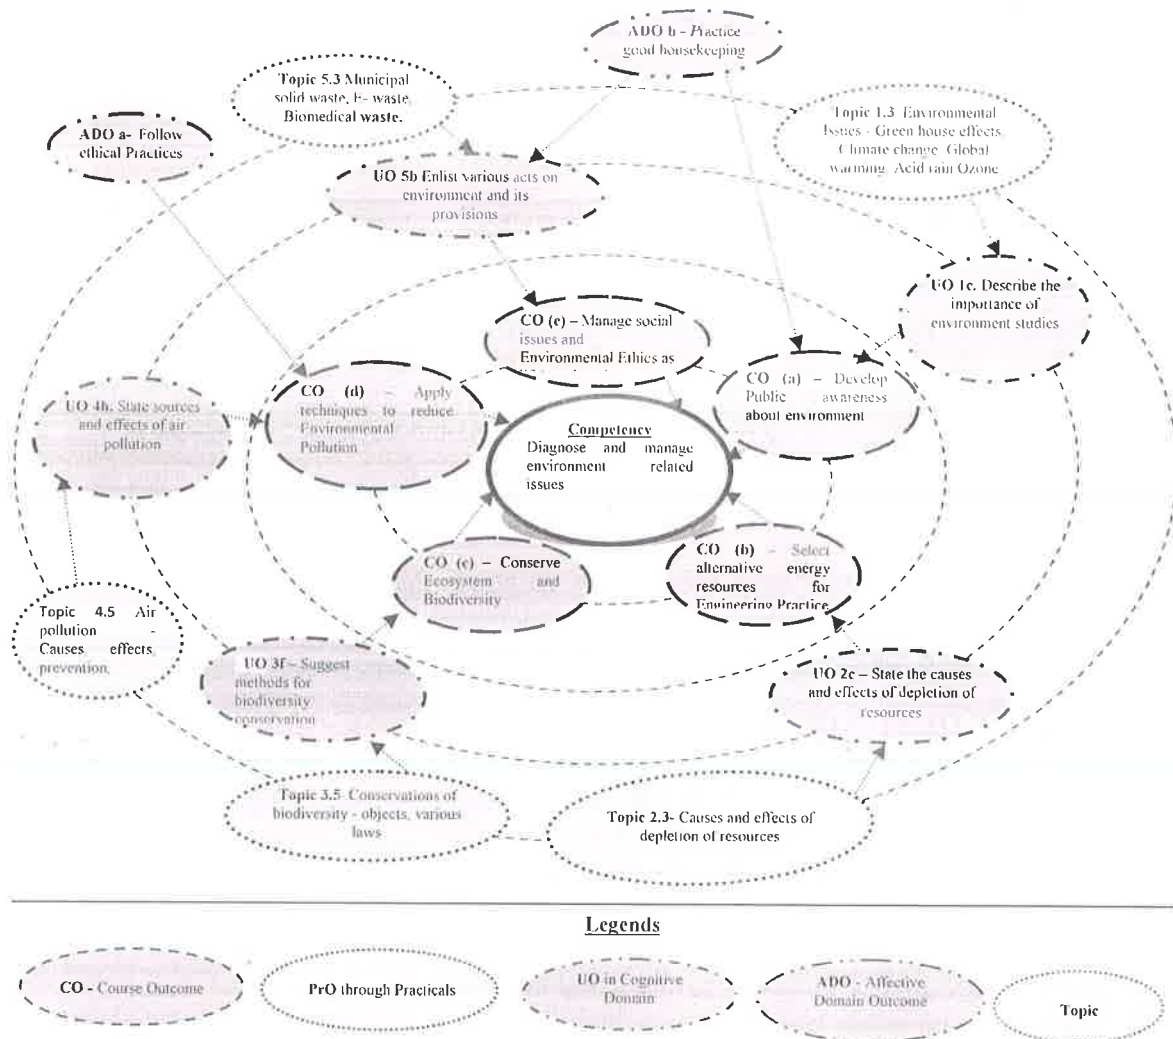 ADO b - Practice
good housekeeping
Topic 5.3 Municipal
solid waste, E- waste,
Biomedical waste.
Topic 1.3 Environmental
Issues - Green house effects,
Climate change, Global
warming, Acid rain Ozone
ADO a- Follow
ethical Practices
UO 5b Enlist various acts on
environment and its
provisions
UO 1c. Describe the
importance of
environment studies
CO (e) – Manage social
issues and
Environmental Ethics as
CO (d) – Apply
techniques to reduce
Environmental
Pollution
CO (a) – Develop
Public awareness
about environment
UO 4b. State sources
and effects of air
pollution
Competency
Diagnose and manage
environment related
issues
CO (c) – Conserve
Ecosystem and
Biodiversity
CO (b) – Select
alternative energy
resources for
Engineering Practice
Topic 4.5 Air
pollution -
Causes, effects,
prevention,
UO 3f – Suggest
methods for
biodiversity
conservation
UO 2c – State the causes
and effects of depletion of
resources
Topic 3.5 Conservations of
biodiversity - objects, various
laws
Topic 2.3- Causes and effects of
depletion of resources
Legends
CO - Course Outcome
PrO through Practicals
UO in Cognitive
Domain
ADO - Affective
Domain Outcome
Topic